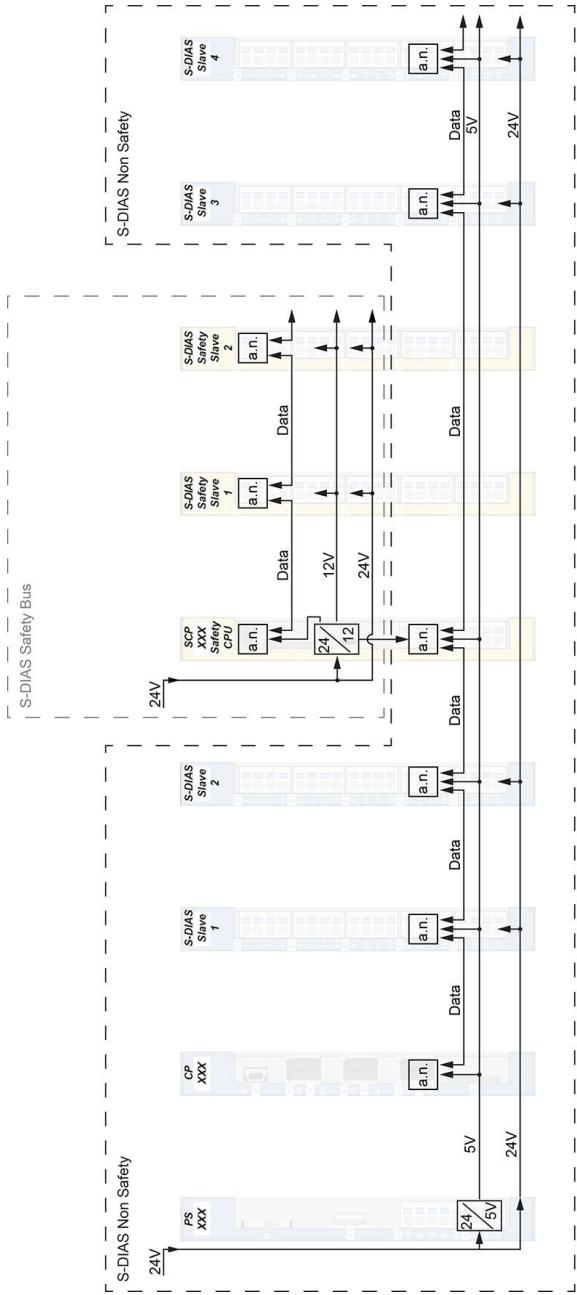 S-DIAS Non Safety
24V
PS
XXX
24
5V
5V
24V
CP
XXX
a.n.
Data
S-DIAS
Slave
1
a.n.
Data
S-DIAS
Slave
2
a.n.
Data
S-DIAS Safety Bus
24V
SCP
XXX
Safety
CPU
a.n.
24
12
a.n.
Data
12V
24V
Data
S-DIAS
Safety
Slave
1
a.n.
Data
S-DIAS
Safety
Slave
2
a.n.
S-DIAS Non Safety
S-DIAS
Slave
3
a.n.
Data
5V
24V
S-DIAS
Slave
4
a.n.